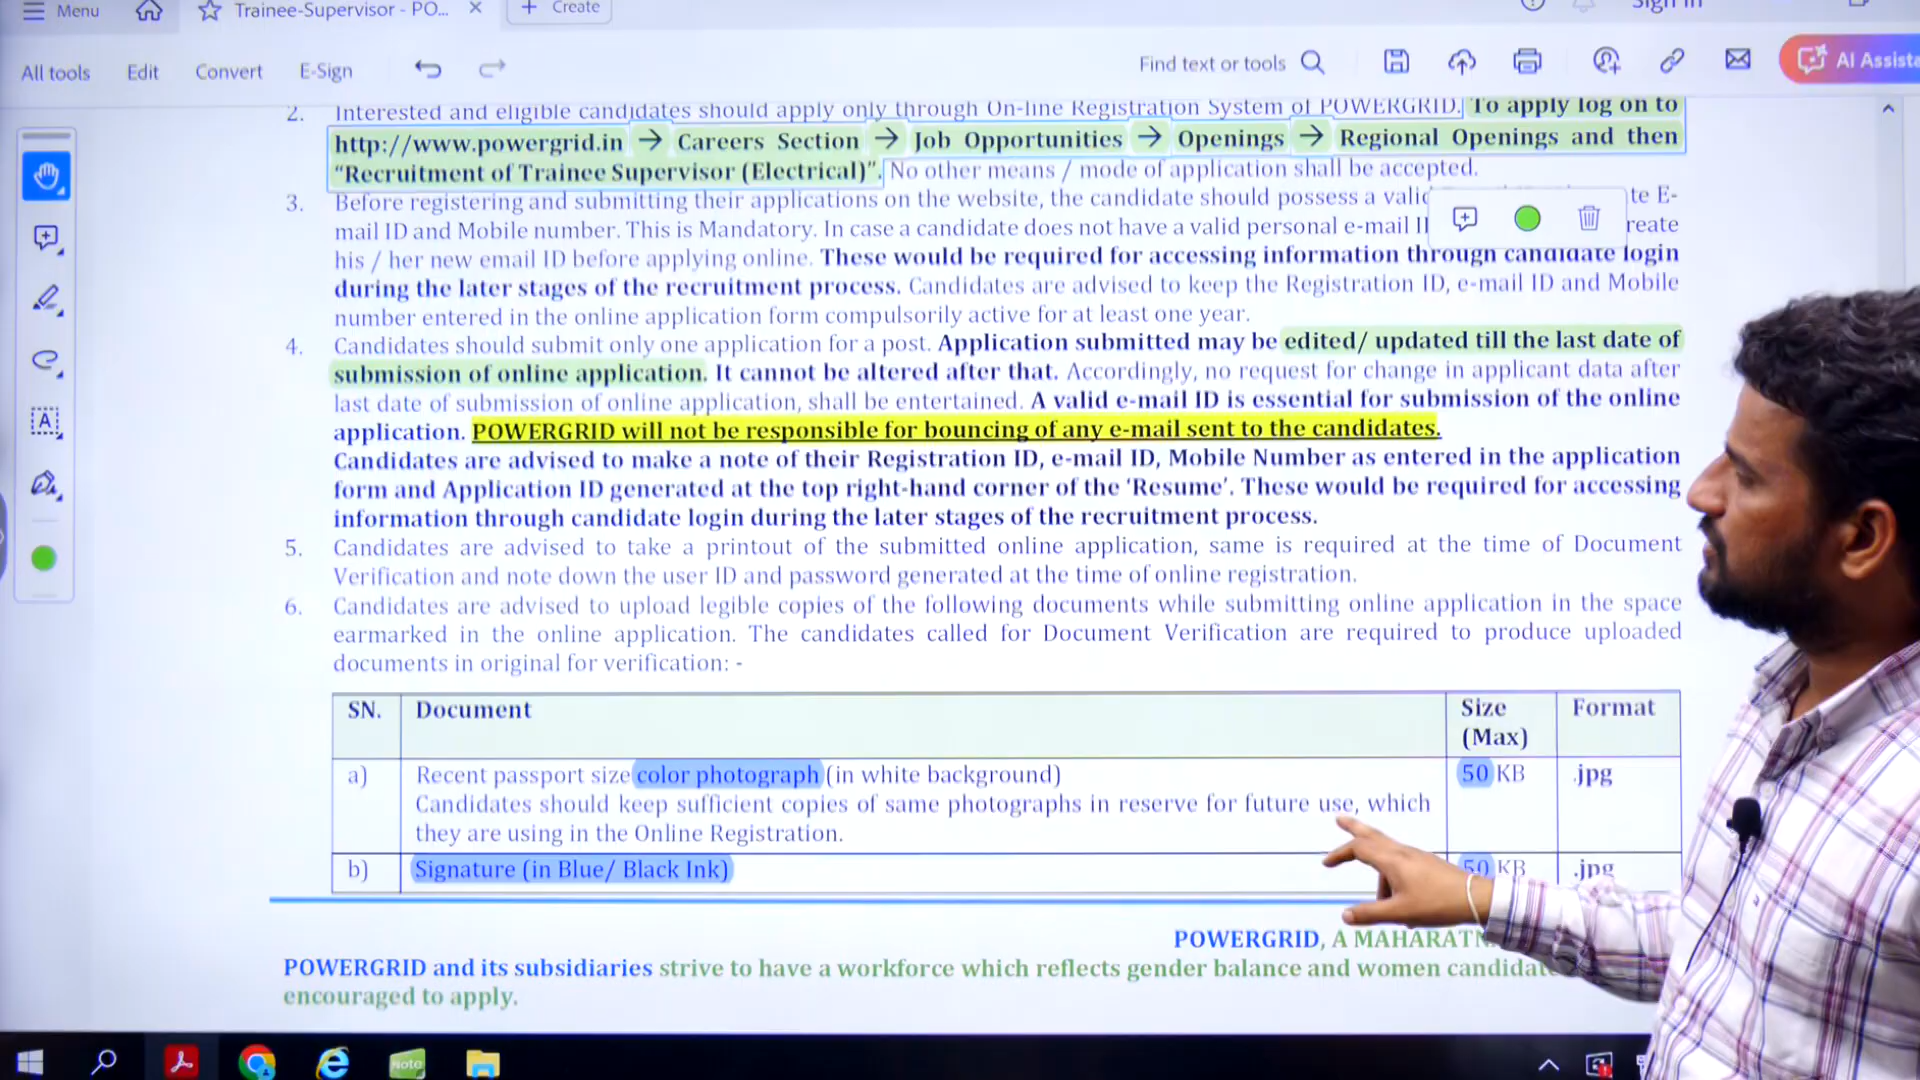 Menu
Trainee-Supervisor - PO...
Create
Sign In
All tools
Edit
Convert
E-Sign
Find text or tools
AI Assista
2. Interested and eligible candidates should apply only through On-line Registration System of POWERGRID. To apply log on to
http://www.powergrid.in → Careers Section → Job Opportunities → Openings → Regional Openings and then
“Recruitment of Trainee Supervisor (Electrical)”. No other means / mode of application shall be accepted.
3. Before registering and submitting their applications on the website, the candidate should possess a valid te E-
mail ID and Mobile number. This is Mandatory. In case a candidate does not have a valid personal e-mail I reate
his / her new email ID before applying online. These would be required for accessing information through candidate login
during the later stages of the recruitment process. Candidates are advised to keep the Registration ID, e-mail ID and Mobile
number entered in the online application form compulsorily active for at least one year.
4. Candidates should submit only one application for a post. Application submitted may be edited/ updated till the last date of
submission of online application. It cannot be altered after that. Accordingly, no request for change in applicant data after
last date of submission of online application, shall be entertained. A valid e-mail ID is essential for submission of the online
application. POWERGRID will not be responsible for bouncing of any e-mail sent to the candidates.
Candidates are advised to make a note of their Registration ID, e-mail ID, Mobile Number as entered in the application
form and Application ID generated at the top right-hand corner of the ‘Resume’. These would be required for accessing
information through candidate login during the later stages of the recruitment process.
5. Candidates are advised to take a printout of the submitted online application, same is required at the time of Document
Verification and note down the user ID and password generated at the time of online registration.
6. Candidates are advised to upload legible copies of the following documents while submitting online application in the space
earmarked in the online application. The candidates called for Document Verification are required to produce uploaded
documents in original for verification: -
SN. Document Size (Max) Format
a) Recent passport size color photograph (in white background) 50 KB .jpg
Candidates should keep sufficient copies of same photographs in reserve for future use, which
they are using in the Online Registration.
b) Signature (in Blue/ Black Ink) 50 KB .jpg
POWERGRID, A MAHARATN
POWERGRID and its subsidiaries strive to have a workforce which reflects gender balance and women candidat
encouraged to apply.
Note